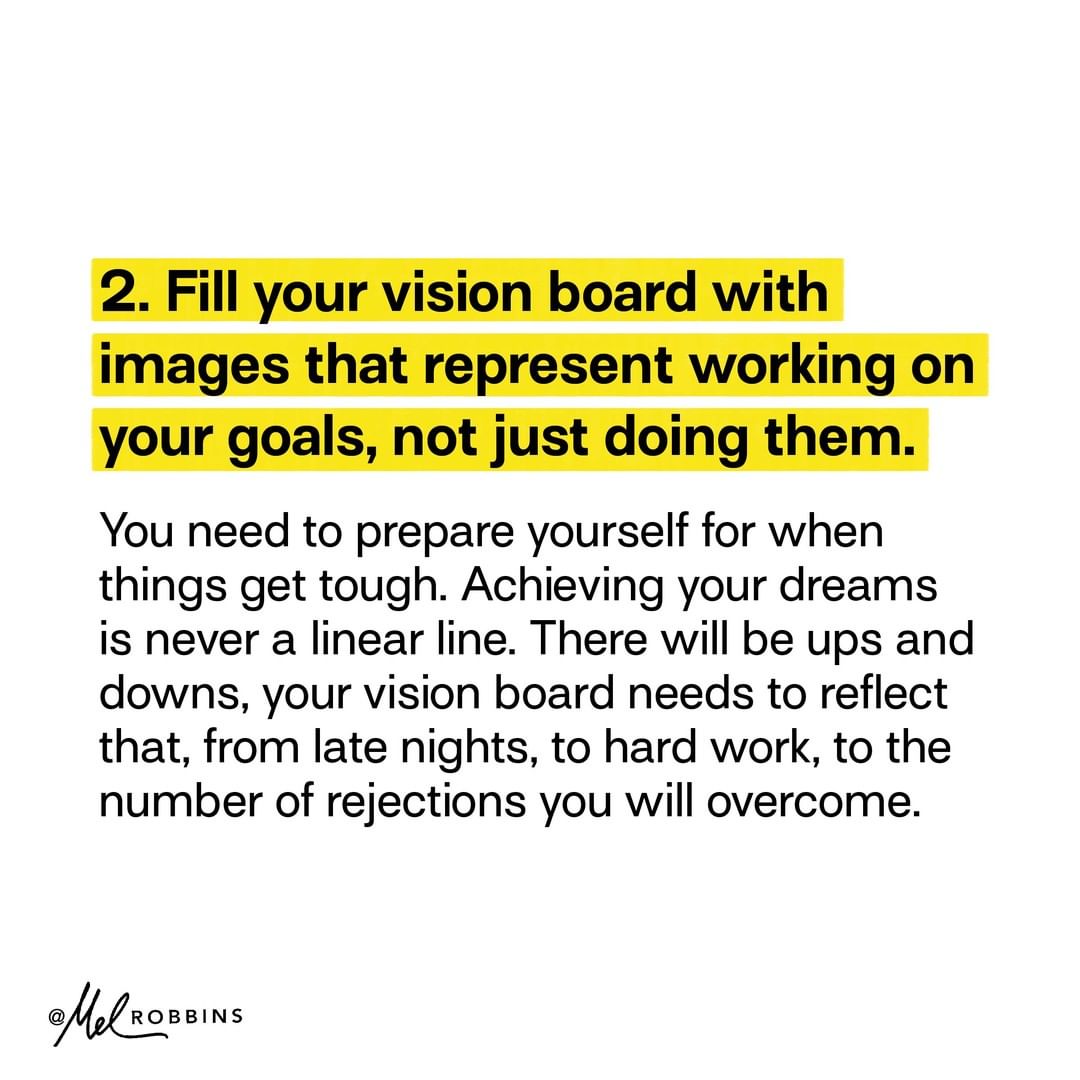 2. Fill your vision board with
images that represent working on
your goals, not just doing them.
You need to prepare yourself for when
things get tough. Achieving your dreams
is never a linear line. There will be ups and
downs, your vision board needs to reflect
that, from late nights, to hard work, to the
number of rejections you will overcome.
@Mel ROBBINS